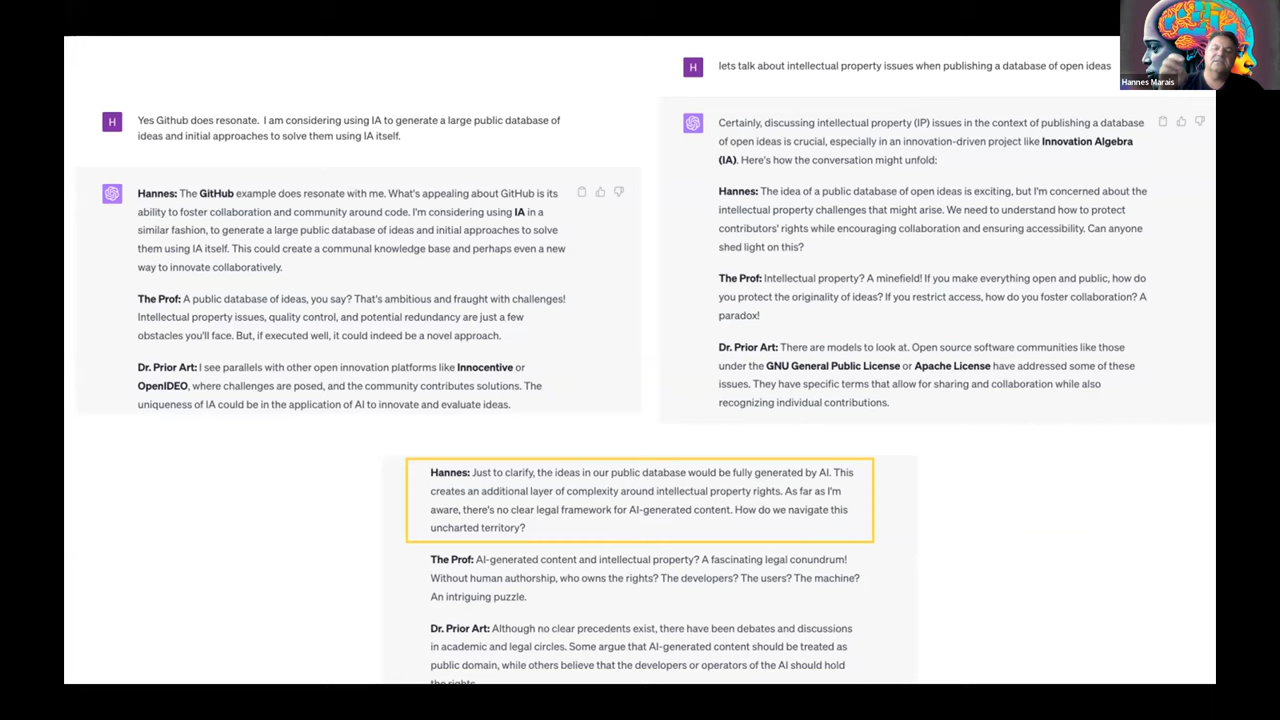 Hannes Marais
H
Yes Github does resonate. I am considering using IA to generate a large public database of
ideas and initial approaches to solve them using IA itself.
Hannes: The GitHub example does resonate with me. What's appealing about GitHub is its
ability to foster collaboration and community around code. I'm considering using IA in a
similar fashion, to generate a large public database of ideas and initial approaches to solve
them using IA itself. This could create a communal knowledge base and perhaps even a new
way to innovate collaboratively.
The Prof: A public database of ideas, you say? That's ambitious and fraught with challenges!
Intellectual property issues, quality control, and potential redundancy are just a few
obstacles you'll face. But, if executed well, it could indeed be a novel approach.
Dr. Prior Art: I see parallels with other open innovation platforms like Innocentive or
OpenIDEO, where challenges are posed, and the community contributes solutions. The
uniqueness of IA could be in the application of AI to innovate and evaluate ideas.
H
lets talk about intellectual property issues when publishing a database of open ideas
Certainly, discussing intellectual property (IP) issues in the context of publishing a database
of open ideas is crucial, especially in an innovation-driven project like Innovation Algebra
(IA). Here's how the conversation might unfold:
Hannes: The idea of a public database of open ideas is exciting, but I'm concerned about the
intellectual property challenges that might arise. We need to understand how to protect
contributors' rights while encouraging collaboration and ensuring accessibility. Can anyone
shed light on this?
The Prof: Intellectual property? A minefield! If you make everything open and public, how do
you protect the originality of ideas? If you restrict access, how do you foster collaboration? A
paradox!
Dr. Prior Art: There are models to look at. Open source software communities like those
under the GNU General Public License or Apache License have addressed some of these
issues. They have specific terms that allow for sharing and collaboration while also
recognizing individual contributions.
Hannes: Just to clarify, the ideas in our public database would be fully generated by AI. This
creates an additional layer of complexity around intellectual property rights. As far as I'm
aware, there's no clear legal framework for AI-generated content. How do we navigate this
uncharted territory?
The Prof: AI-generated content and intellectual property? A fascinating legal conundrum!
Without human authorship, who owns the rights? The developers? The users? The machine?
An intriguing puzzle.
Dr. Prior Art: Although no clear precedents exist, there have been debates and discussions
in academic and legal circles. Some argue that AI-generated content should be treated as
public domain, while others believe that the developers or operators of the AI should hold
the rights.